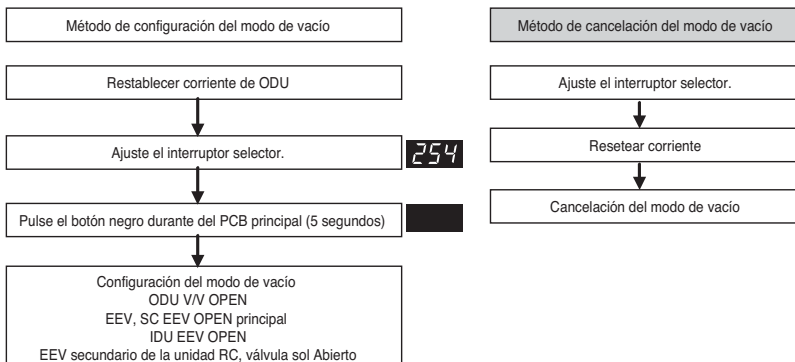 Método de configuración del modo de vacío
Restablecer corriente de ODU
Ajuste el interruptor selector.
254
Pulse el botón negro durante del PCB principal (5 segundos)
Configuración del modo de vacío
ODU V/V OPEN
EEV, SC EEV OPEN principal
IDU EEV OPEN
EEV secundario de la unidad RC, válvula sol Abierto
Método de cancelación del modo de vacío
Ajuste el interruptor selector.
Resetear corriente
Cancelación del modo de vacío